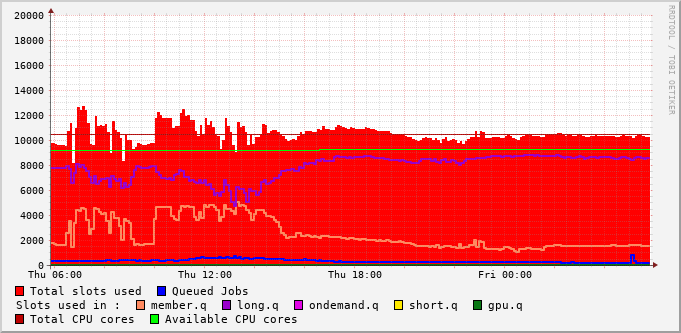 20000
18000
16000
14000
12000
10000
8000
6000
4000
2000
0
Thu 06:00 Thu 12:00 Thu 18:00 Fri 00:00
RRDTOOL / TOBI OETIKER
Total slots used Queued Jobs
Slots used in : member.q long.q ondemand.q short.q gpu.q
Total CPU cores Available CPU cores